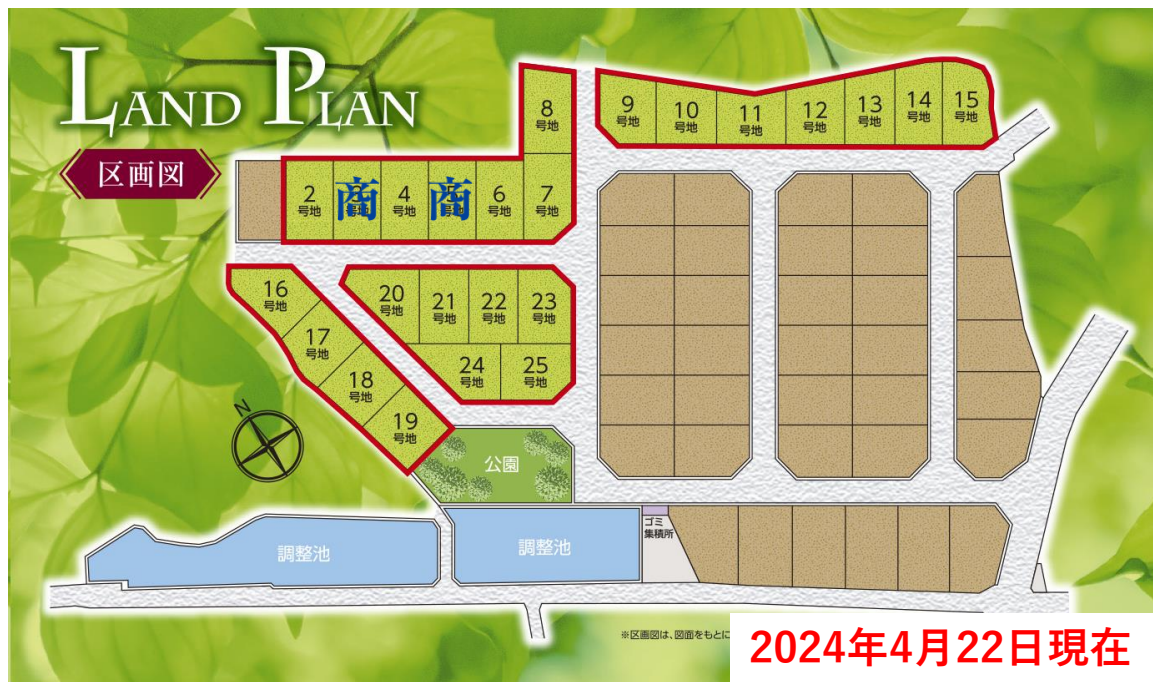 LAND PLAN
区画図
8
号地
9
号地
10
号地
11
号地
12
号地
13
号地
14
号地
15
号地
2
号地
商
4
号地
商
6
号地
7
号地
16
号地
17
号地
18
号地
19
号地
20
号地
21
号地
22
号地
23
号地
24
号地
25
号地
N
公園
調整池
調整池
ゴミ
集積所
※区画図は、図面をもとに
2024年4月22日現在